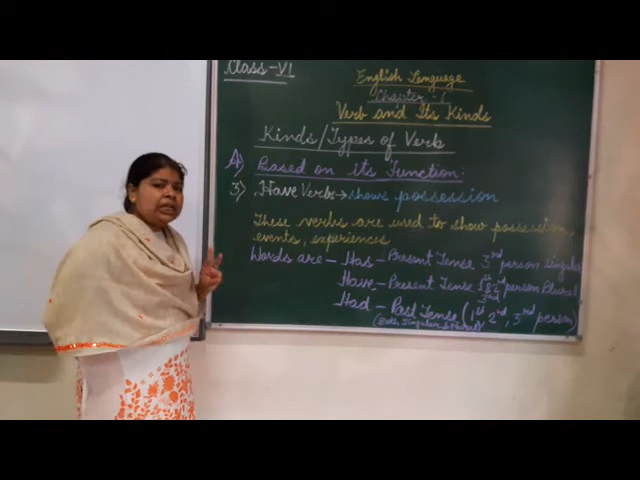 Class-VI
English Language
Chapter-6
Verb and Its Kinds
Kinds/Types of Verb
A) Based on its Function.
3) Have Verbs→shows possession
These verbs are used to show possession,
events, experiences
Words are - Has - Present Tense 3rd person Singular
Have - Present Tense 1st & 2nd person Plural
3rd
Had - Past Tense (1st 2nd, 3rd person)
(Both Singular & Plural)